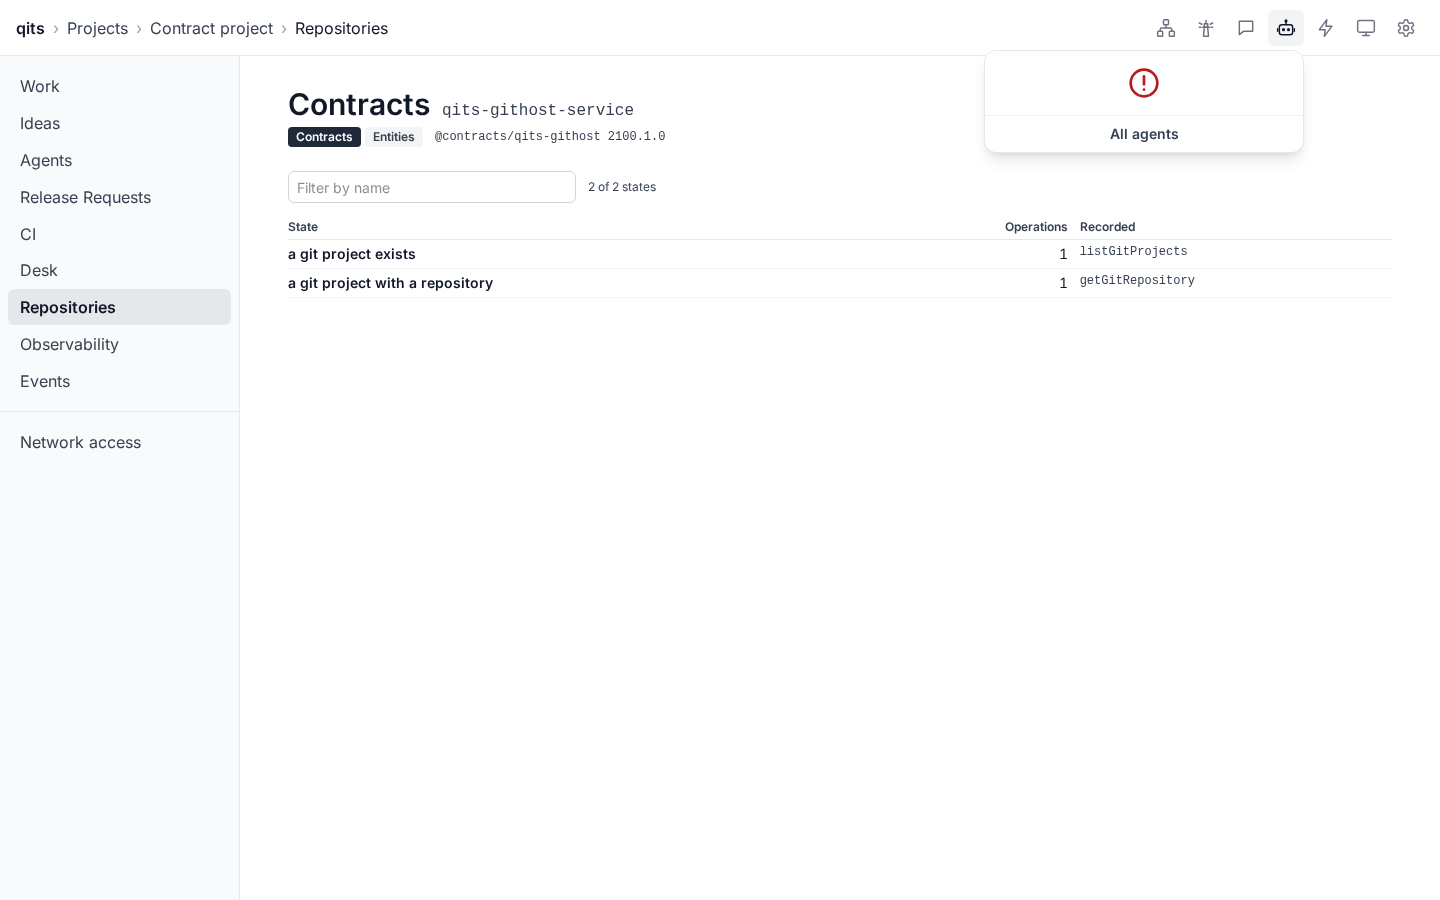 qits › Projects › Contract project › Repositories
All agents
Work
Ideas
Agents
Release Requests
CI
Desk
Repositories
Observability
Events
Network access
Contracts qits-githost-service
Contracts Entities @contracts/qits-githost 2100.1.0
Filter by name 2 of 2 states
State Operations Recorded
a git project exists 1 listGitProjects
a git project with a repository 1 getGitRepository